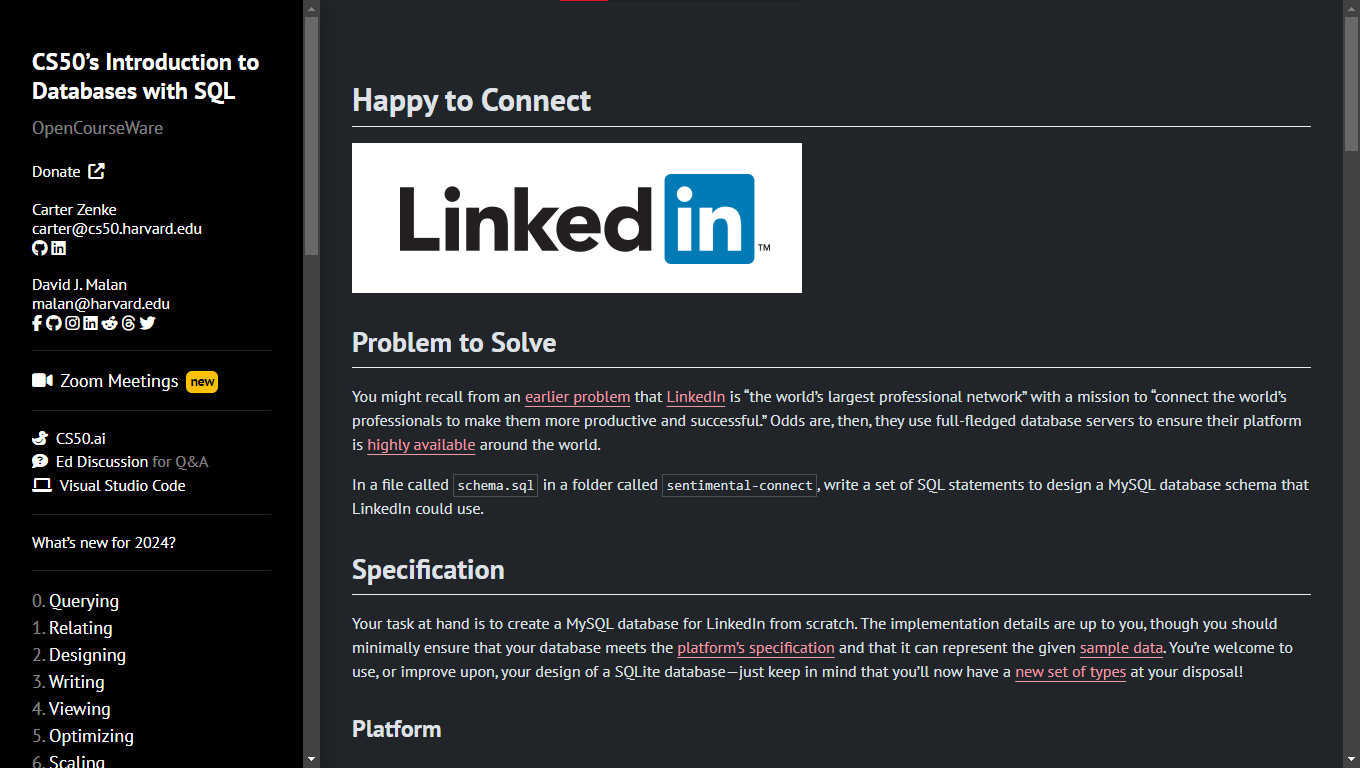 CS50’s Introduction to
Databases with SQL
OpenCourseWare
Donate
Carter Zenke
carter@cs50.harvard.edu
David J. Malan
malan@harvard.edu
Zoom Meetings new
CS50.ai
Ed Discussion for Q&A
Visual Studio Code
What’s new for 2024?
0. Querying
1. Relating
2. Designing
3. Writing
4. Viewing
5. Optimizing
6. Scaling
Happy to Connect
Linked in ™
Problem to Solve
You might recall from an earlier problem that LinkedIn is “the world’s largest professional network” with a mission to “connect the world’s
professionals to make them more productive and successful.” Odds are, then, they use full-fledged database servers to ensure their platform
is highly available around the world.
In a file called schema.sql in a folder called sentimental-connect, write a set of SQL statements to design a MySQL database schema that
LinkedIn could use.
Specification
Your task at hand is to create a MySQL database for LinkedIn from scratch. The implementation details are up to you, though you should
minimally ensure that your database meets the platform’s specification and that it can represent the given sample data. You’re welcome to
use, or improve upon, your design of a SQLite database—just keep in mind that you’ll now have a new set of types at your disposal!
Platform